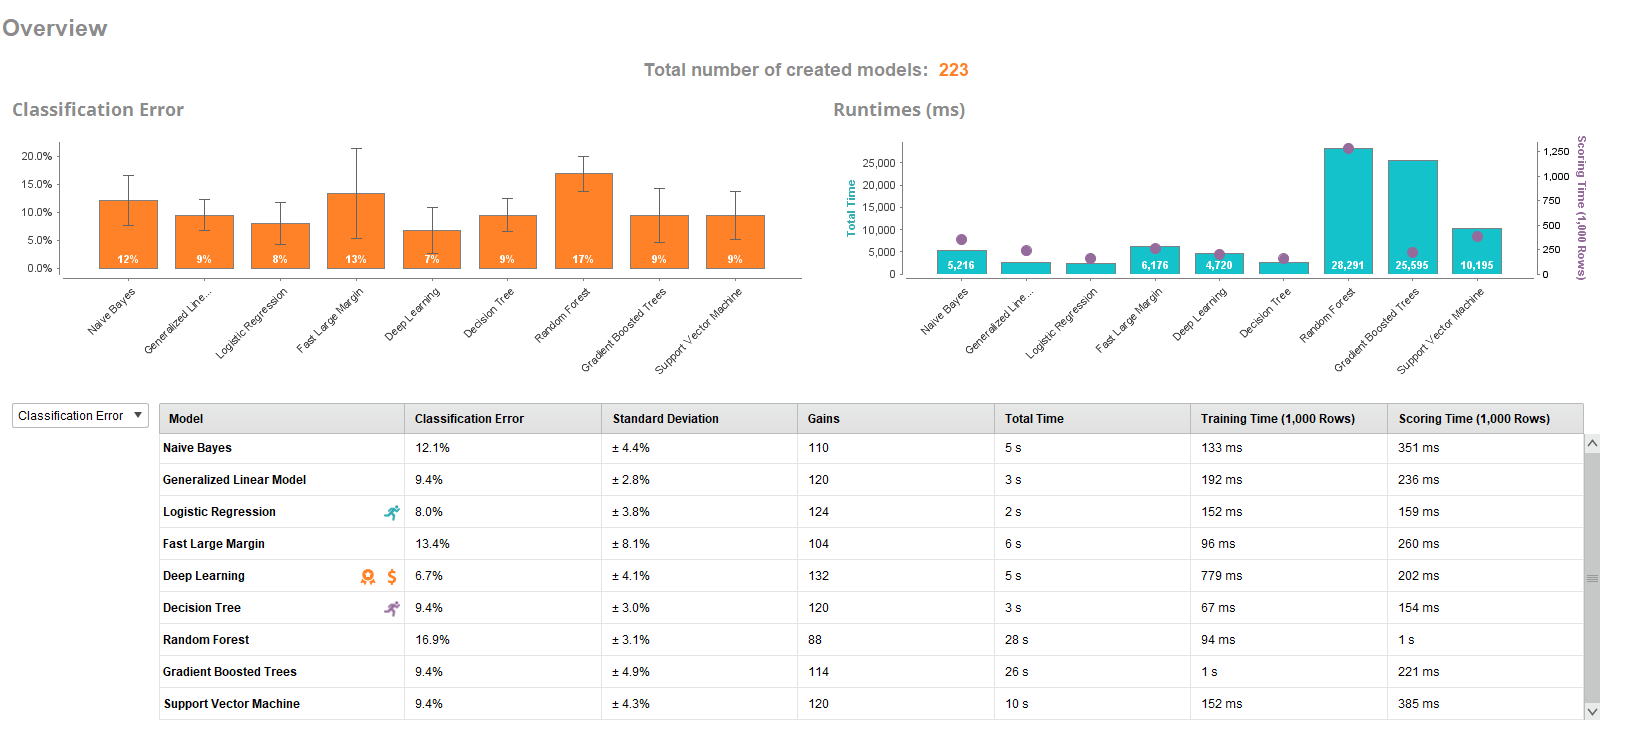 Overview
Total number of created models: 223
Classification Error
20.0%
15.0%
10.0%
5.0%
0.0%
12%
9%
8%
13%
7%
9%
17%
9%
9%
Naive Bayes
Generalized Line...
Logistic Regression
Fast Large Margin
Deep Learning
Decision Tree
Random Forest
Gradient Boosted Trees
Support Vector Machine
Runtimes (ms)
Total Time
25,000
20,000
15,000
10,000
5,000
0
5,216
6,176
4,720
28,291
25,595
10,195
1,250
1,000
750
500
250
0
Scoring Time (1,000 Rows)
Naive Bayes
Generalized Line...
Logistic Regression
Fast Large Margin
Deep Learning
Decision Tree
Random Forest
Gradient Boosted Trees
Support Vector Machine
Classification Error
Model Classification Error Standard Deviation Gains Total Time Training Time (1,000 Rows) Scoring Time (1,000 Rows)
Naive Bayes 12.1% ± 4.4% 110 5 s 133 ms 351 ms
Generalized Linear Model 9.4% ± 2.8% 120 3 s 192 ms 236 ms
Logistic Regression 8.0% ± 3.8% 124 2 s 152 ms 159 ms
Fast Large Margin 13.4% ± 8.1% 104 6 s 96 ms 260 ms
Deep Learning $ 6.7% ± 4.1% 132 5 s 779 ms 202 ms
Decision Tree 9.4% ± 3.0% 120 3 s 67 ms 154 ms
Random Forest 16.9% ± 3.1% 88 28 s 94 ms 1 s
Gradient Boosted Trees 9.4% ± 4.9% 114 26 s 1 s 221 ms
Support Vector Machine 9.4% ± 4.3% 120 10 s 152 ms 385 ms